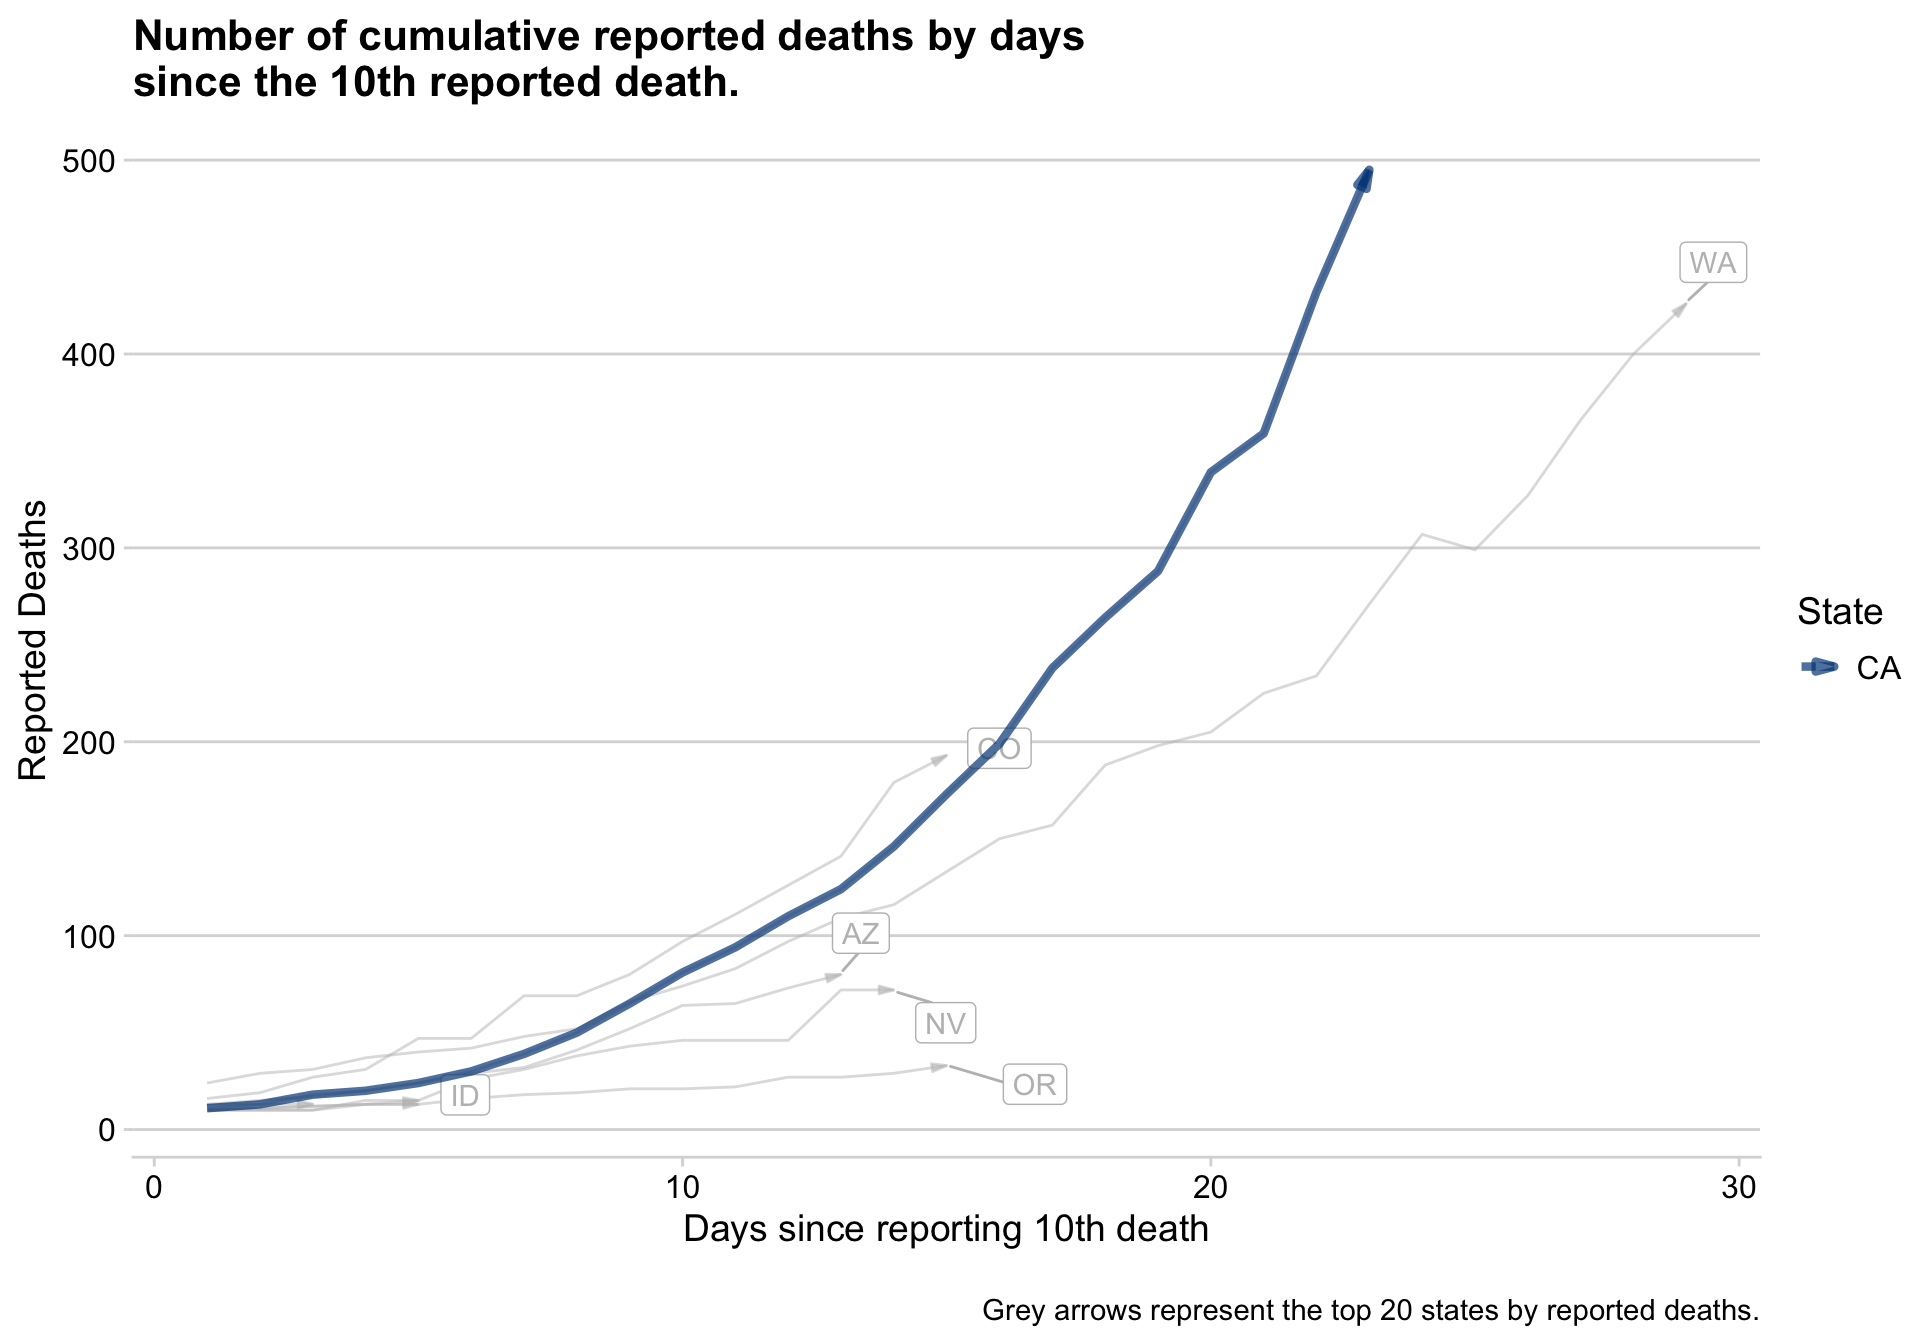 Number of cumulative reported deaths by days
since the 10th reported death.
500
400
300
200
100
0
Reported Deaths
WA
CO
AZ
NV
OR
ID
State
CA
0 10 20 30
Days since reporting 10th death
Grey arrows represent the top 20 states by reported deaths.